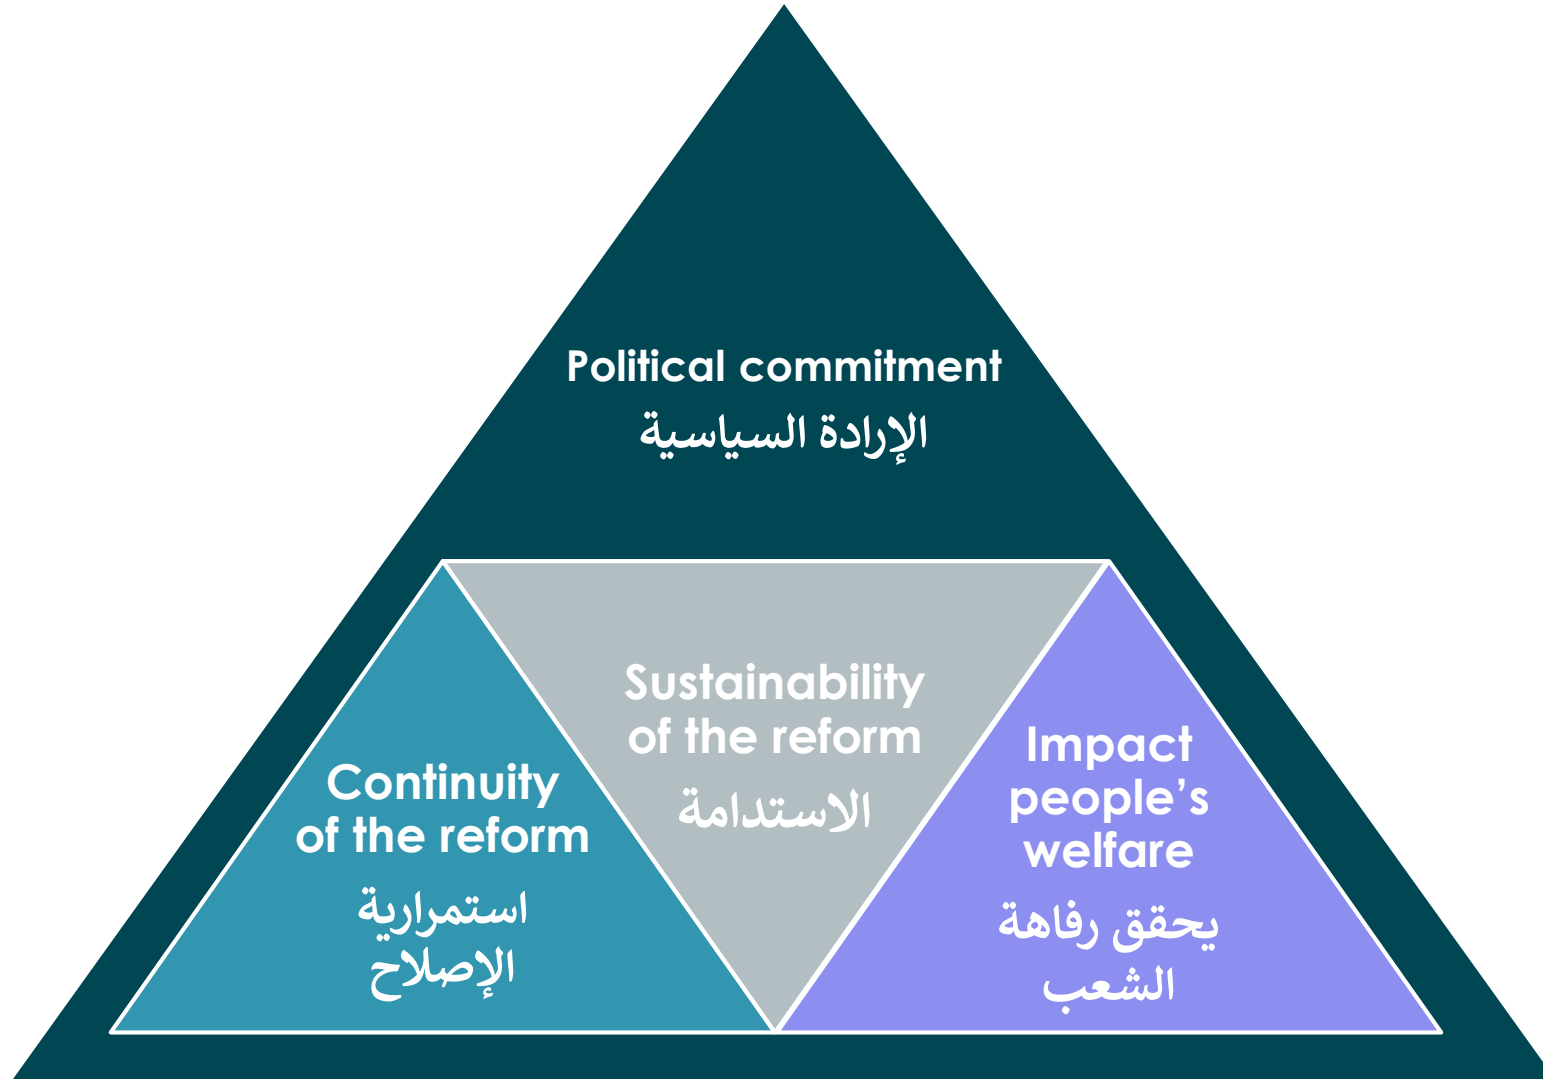 Political commitment
الإرادة السياسية
Sustainability
of the reform
الاستدامة
Continuity
of the reform
استمرارية
الإصلاح
Impact
people's
welfare
يحقق رفاهة
الشعب